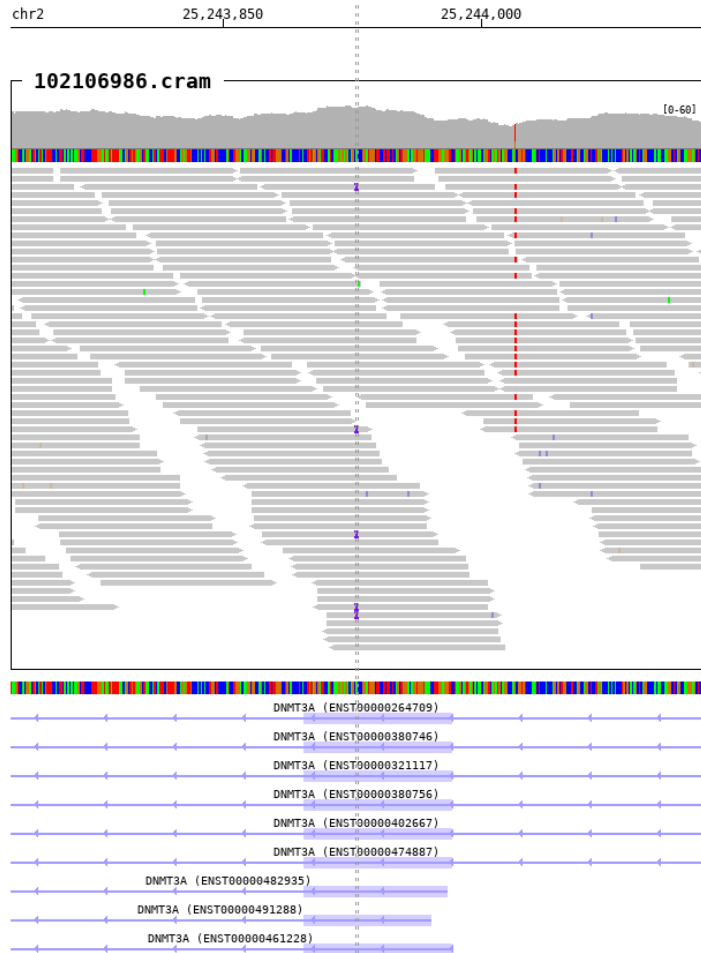 chr2 25,243,850 25,244,000
102106986.cram
[0-60]
Z
Z
Z
Z
Z
DNMT3A (ENST00000264709)
DNMT3A (ENST00000380746)
DNMT3A (ENST00000321117)
DNMT3A (ENST00000380756)
DNMT3A (ENST00000402667)
DNMT3A (ENST00000474887)
DNMT3A (ENST00000482935)
DNMT3A (ENST00000491288)
DNMT3A (ENST00000461228)